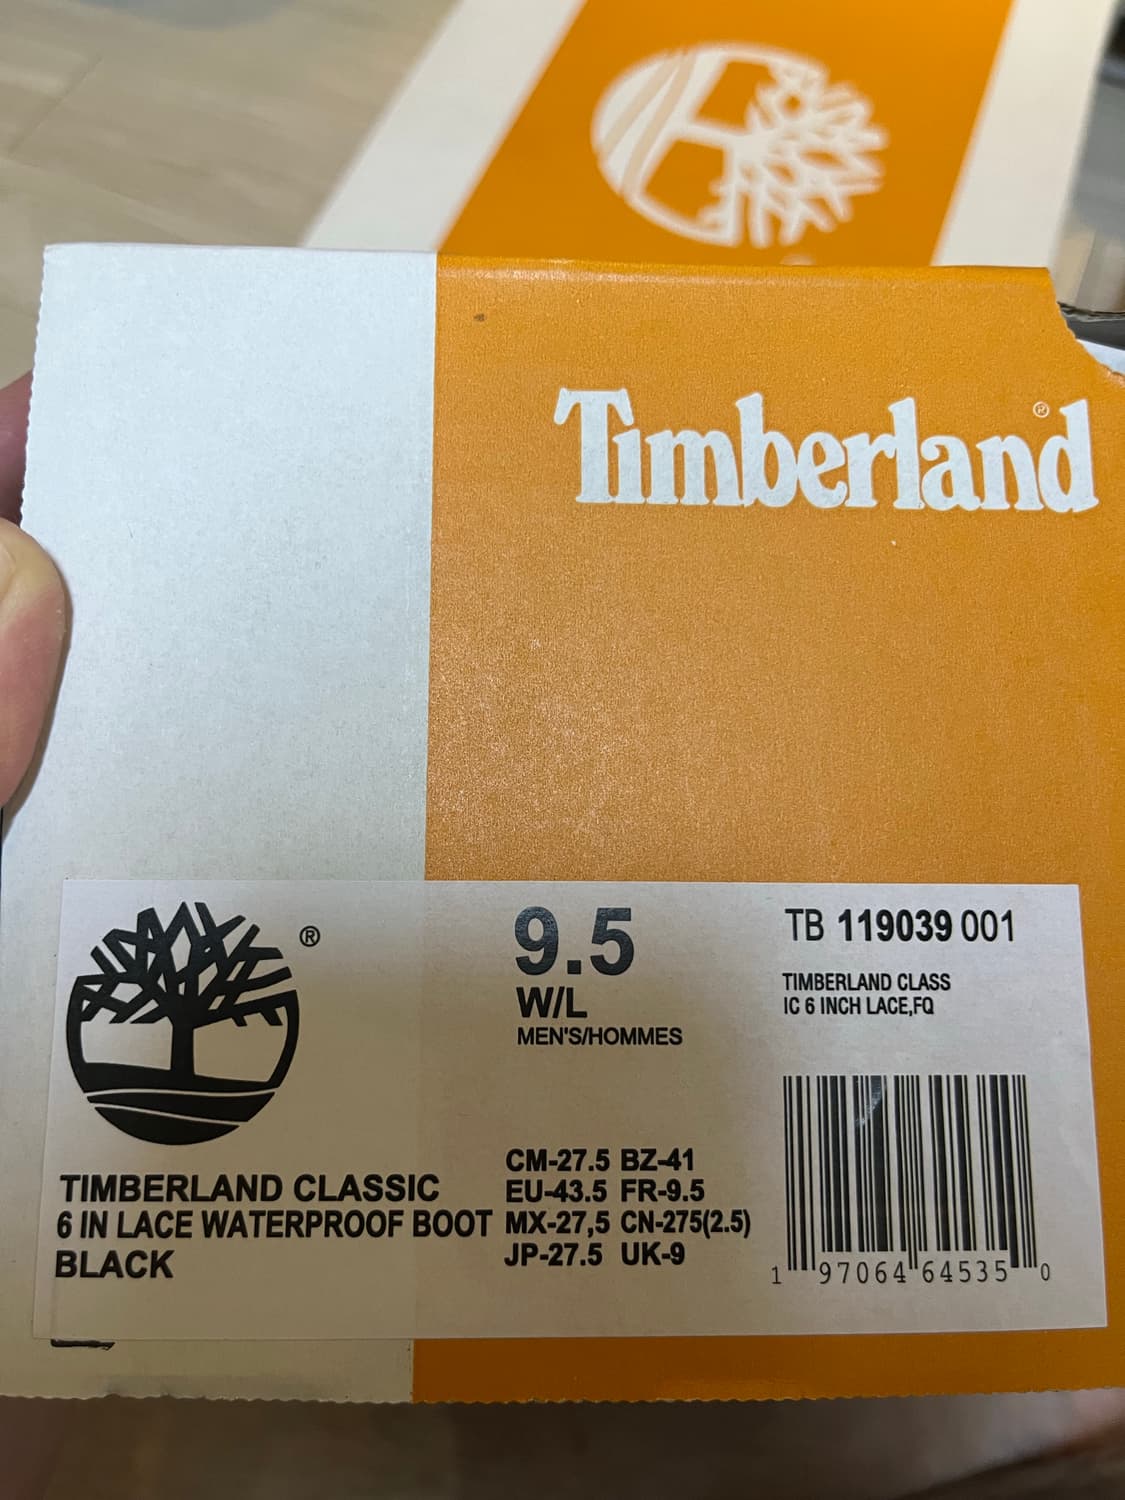 Timberland®
®
9.5
W/L
MEN'S/HOMMES
TB 119039 001
TIMBERLAND CLASS
IC 6 INCH LACE,FQ
TIMBERLAND CLASSIC
6 IN LACE WATERPROOF BOOT
BLACK
CM-27.5 BZ-41
EU-43.5 FR-9.5
MX-27,5 CN-275(2.5)
JP-27.5 UK-9
1 97064 64535 0